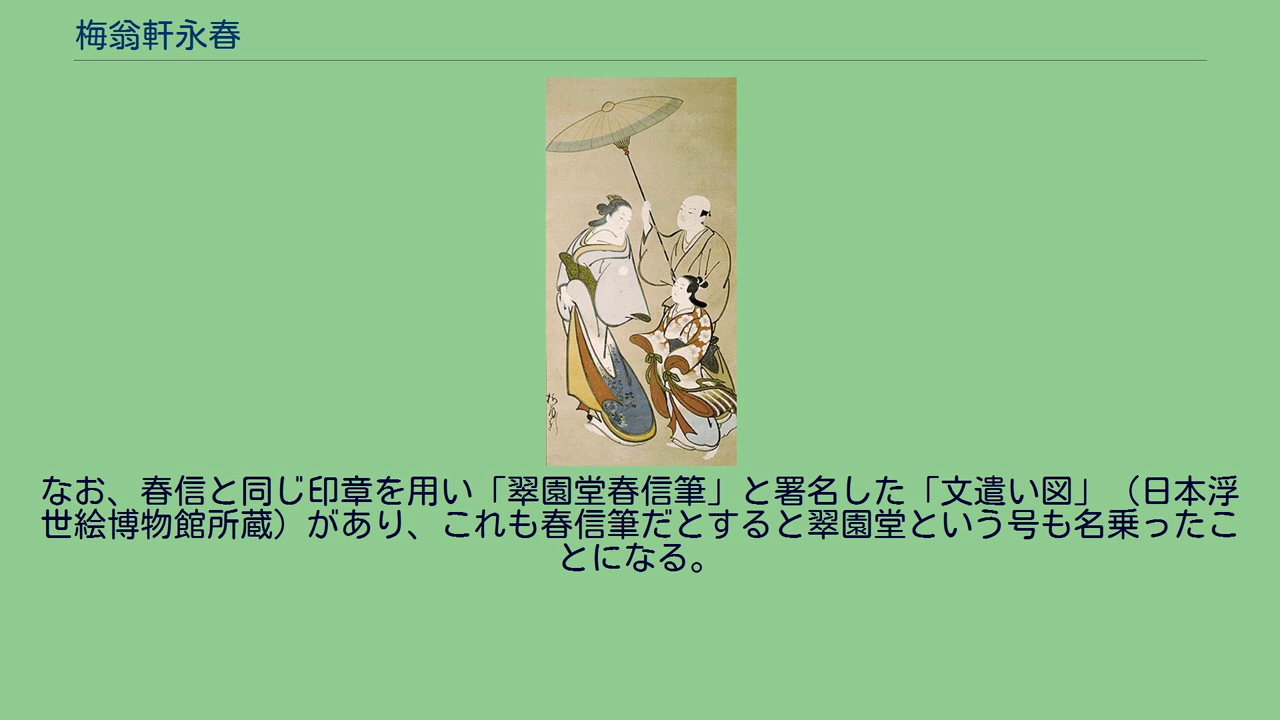 梅翁軒永春
なお、春信と同じ印章を用い「翠園堂春信筆」と署名した「文遣い図」（日本浮
世絵博物館所蔵）があり、これも春信筆だとすると翠園堂という号も名乗ったこ
とになる。